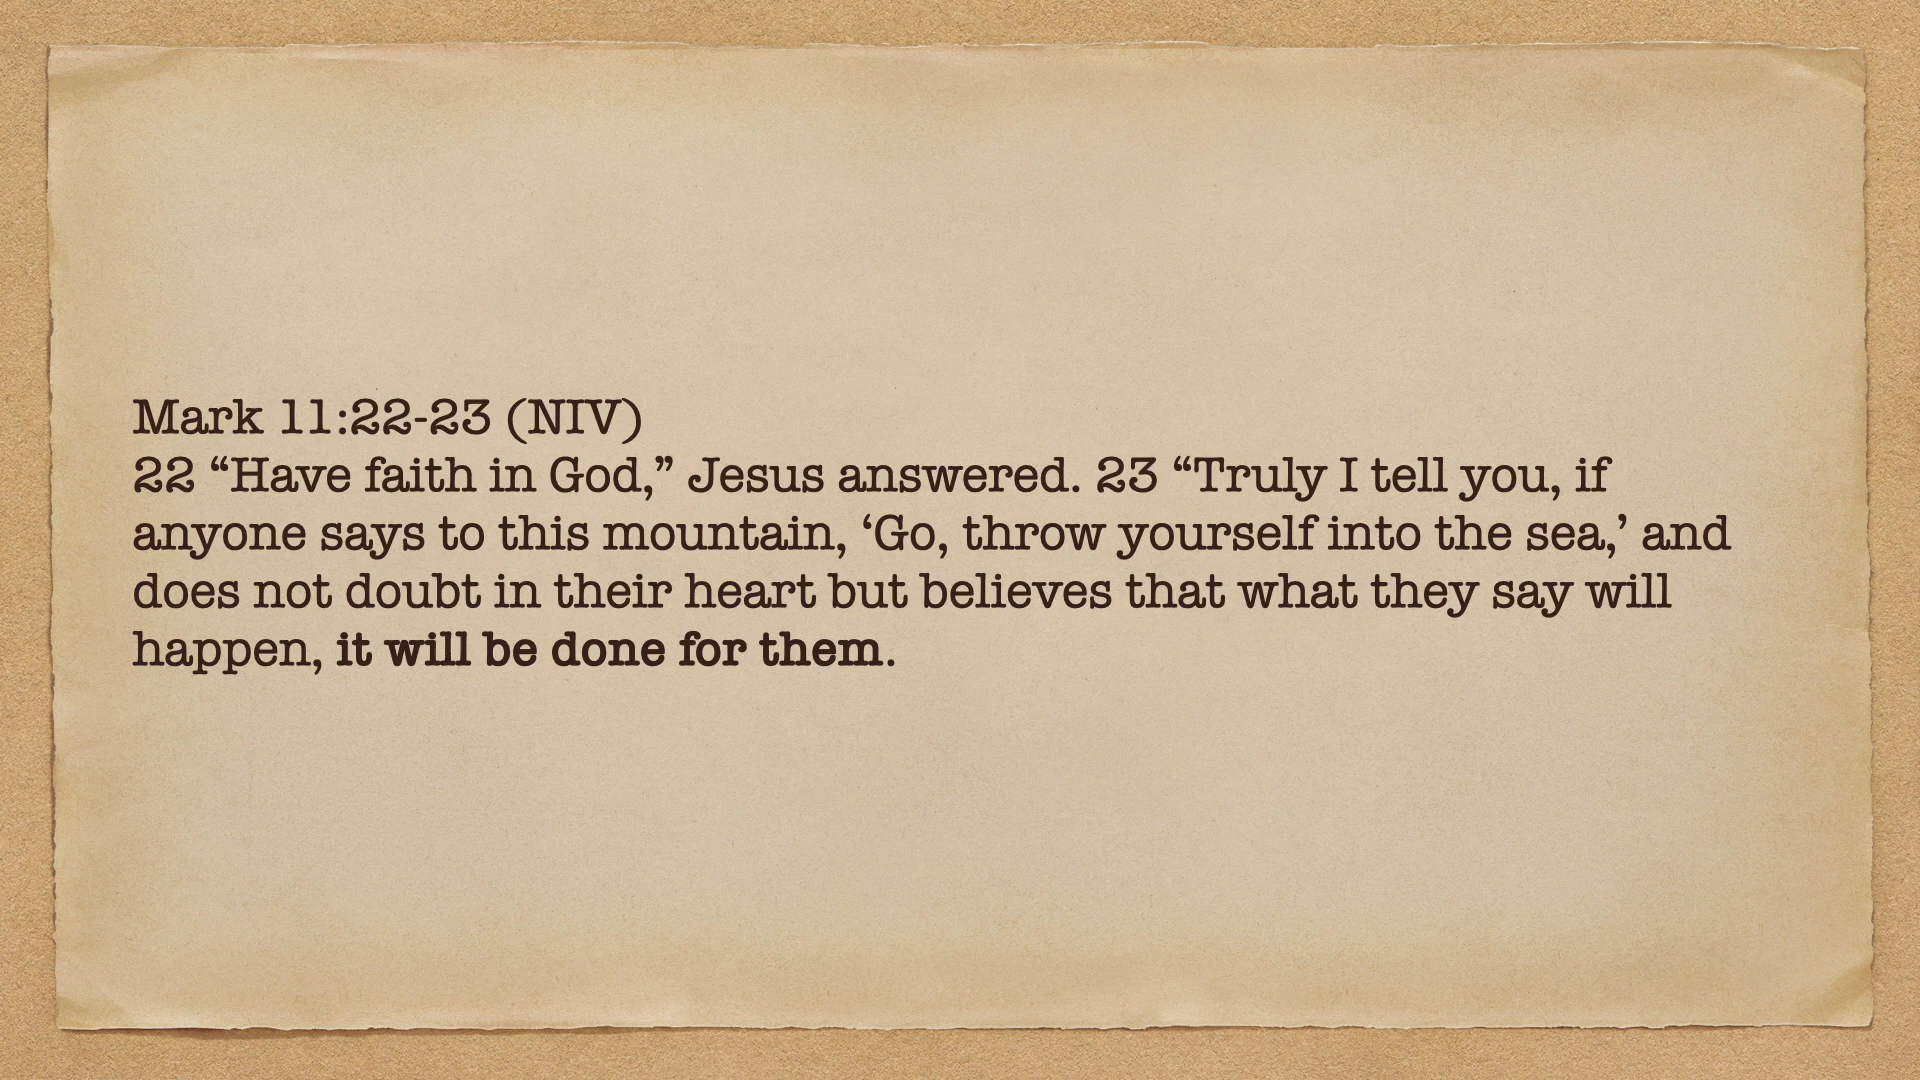 Mark 11:22-23 (NIV)
22 “Have faith in God,” Jesus answered. 23 “Truly I tell you, if
anyone says to this mountain, ‘Go, throw yourself into the sea,’ and
does not doubt in their heart but believes that what they say will
happen, it will be done for them.